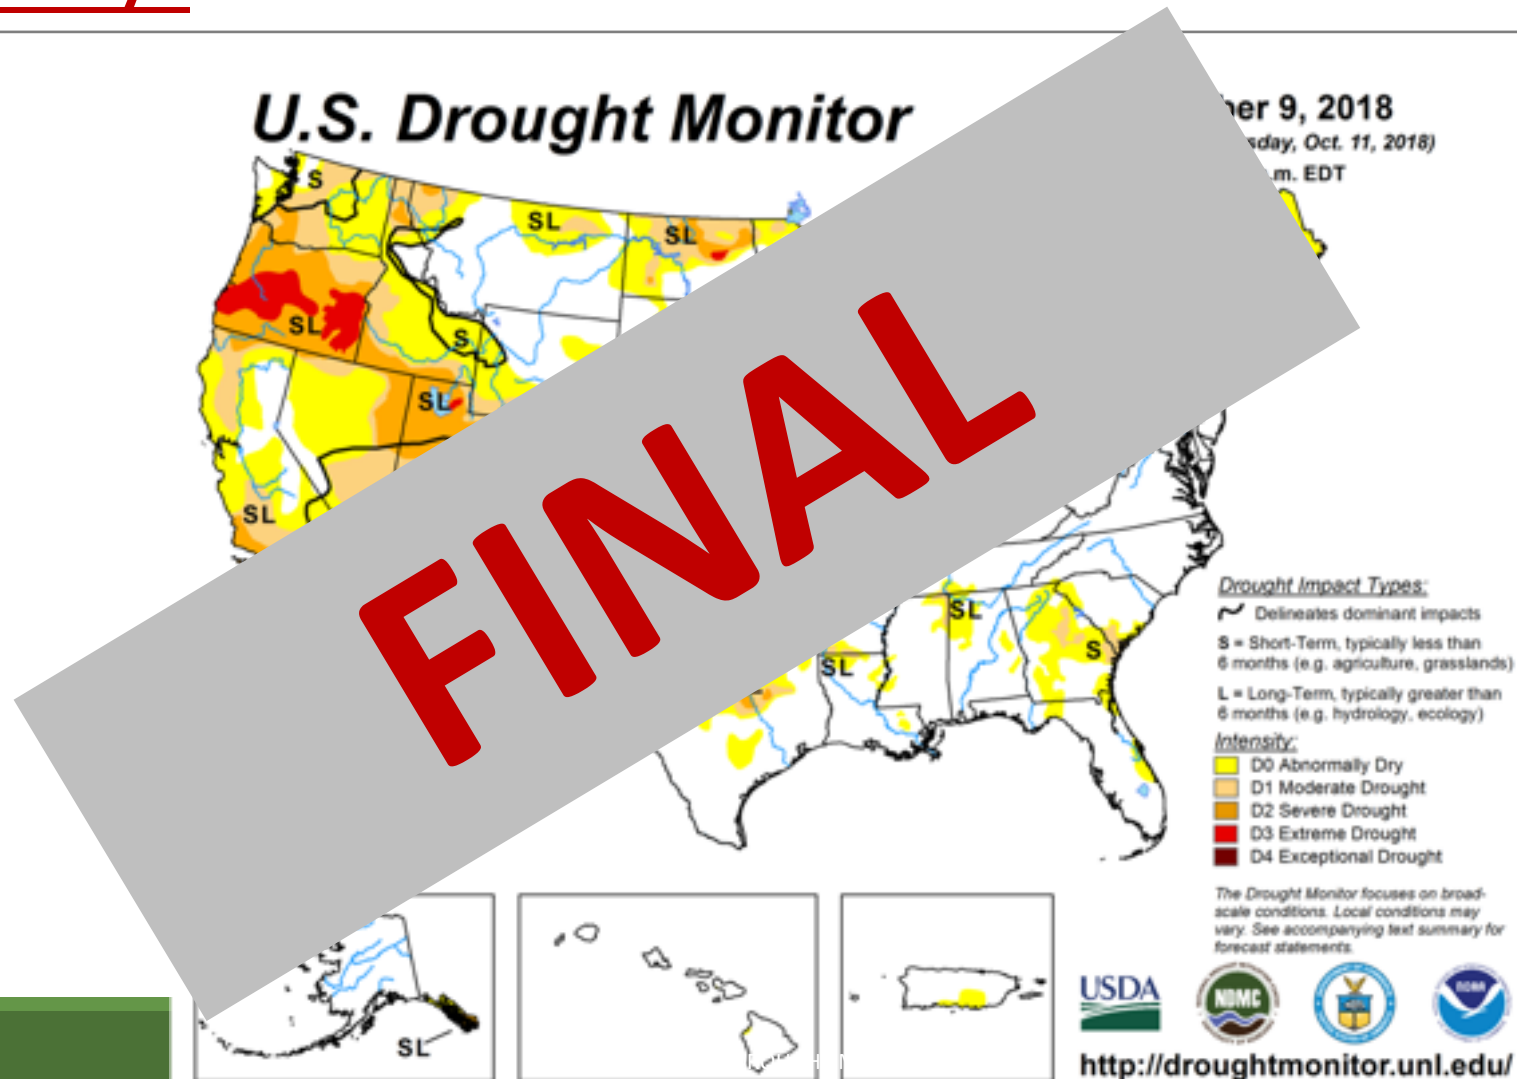 U.S. Drought Monitor
9, 2018
Oct. 11, 2018)
EDT
S
SL
SL
SL
S
SL
SL
FINAL
SL
S
SL
SL
Drought Impact Types:
Delineates dominant impacts
S = Short-Term, typically less than
6 months (e.g. agriculture, grasslands)
L = Long-Term, typically greater than
6 months (e.g. hydrology, ecology)
Intensity:
D0 Abnormally Dry
D1 Moderate Drought
D2 Severe Drought
D3 Extreme Drought
D4 Exceptional Drought
The Drought Monitor focuses on broad-
scale conditions. Local conditions may
vary. See accompanying text summary for
forecast statements.
USDA
NDMC
NOAA
http://droughtmonitor.unl.edu/